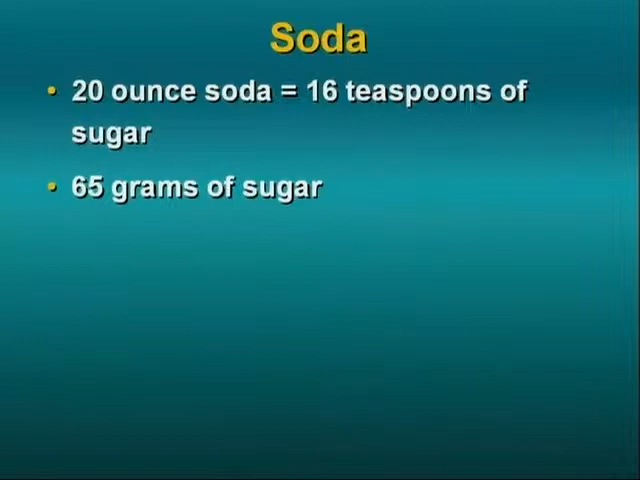 Soda
• 20 ounce soda = 16 teaspoons of
sugar
• 65 grams of sugar